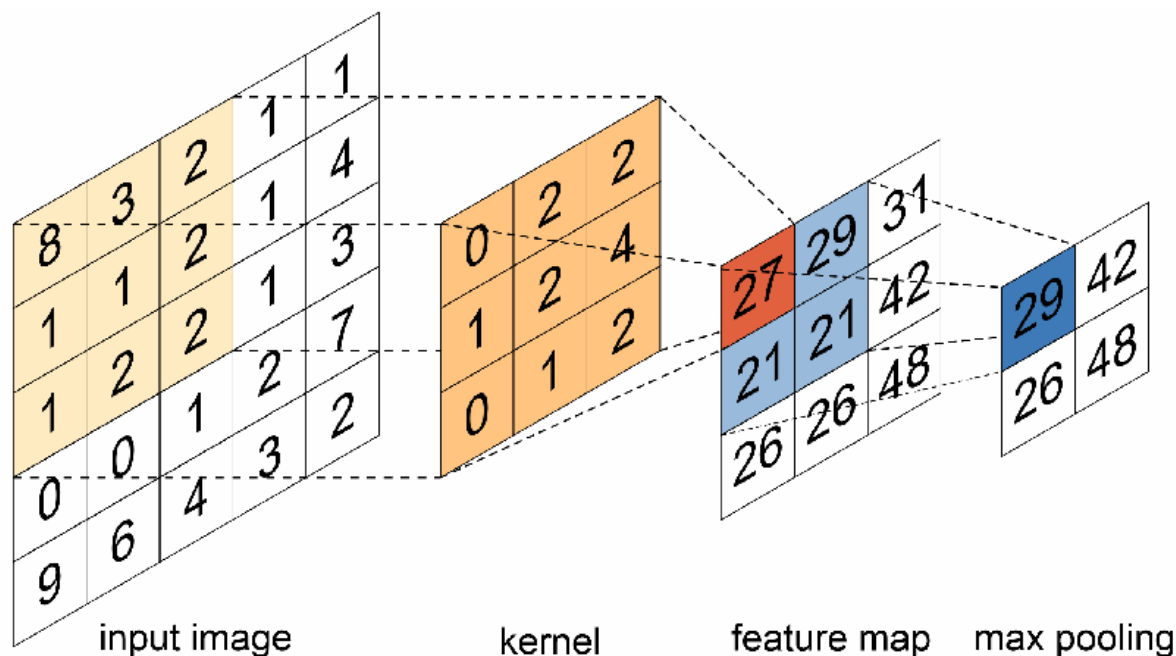 8 3 2 1 1
1 1 2 1 4
1 2 2 1 3
0 0 1 2 7
9 6 4 3 2
input image
0 2 2
1 2 4
0 1 2
kernel
27 29 31
21 21 42
26 26 48
feature map
29 42
26 48
max pooling